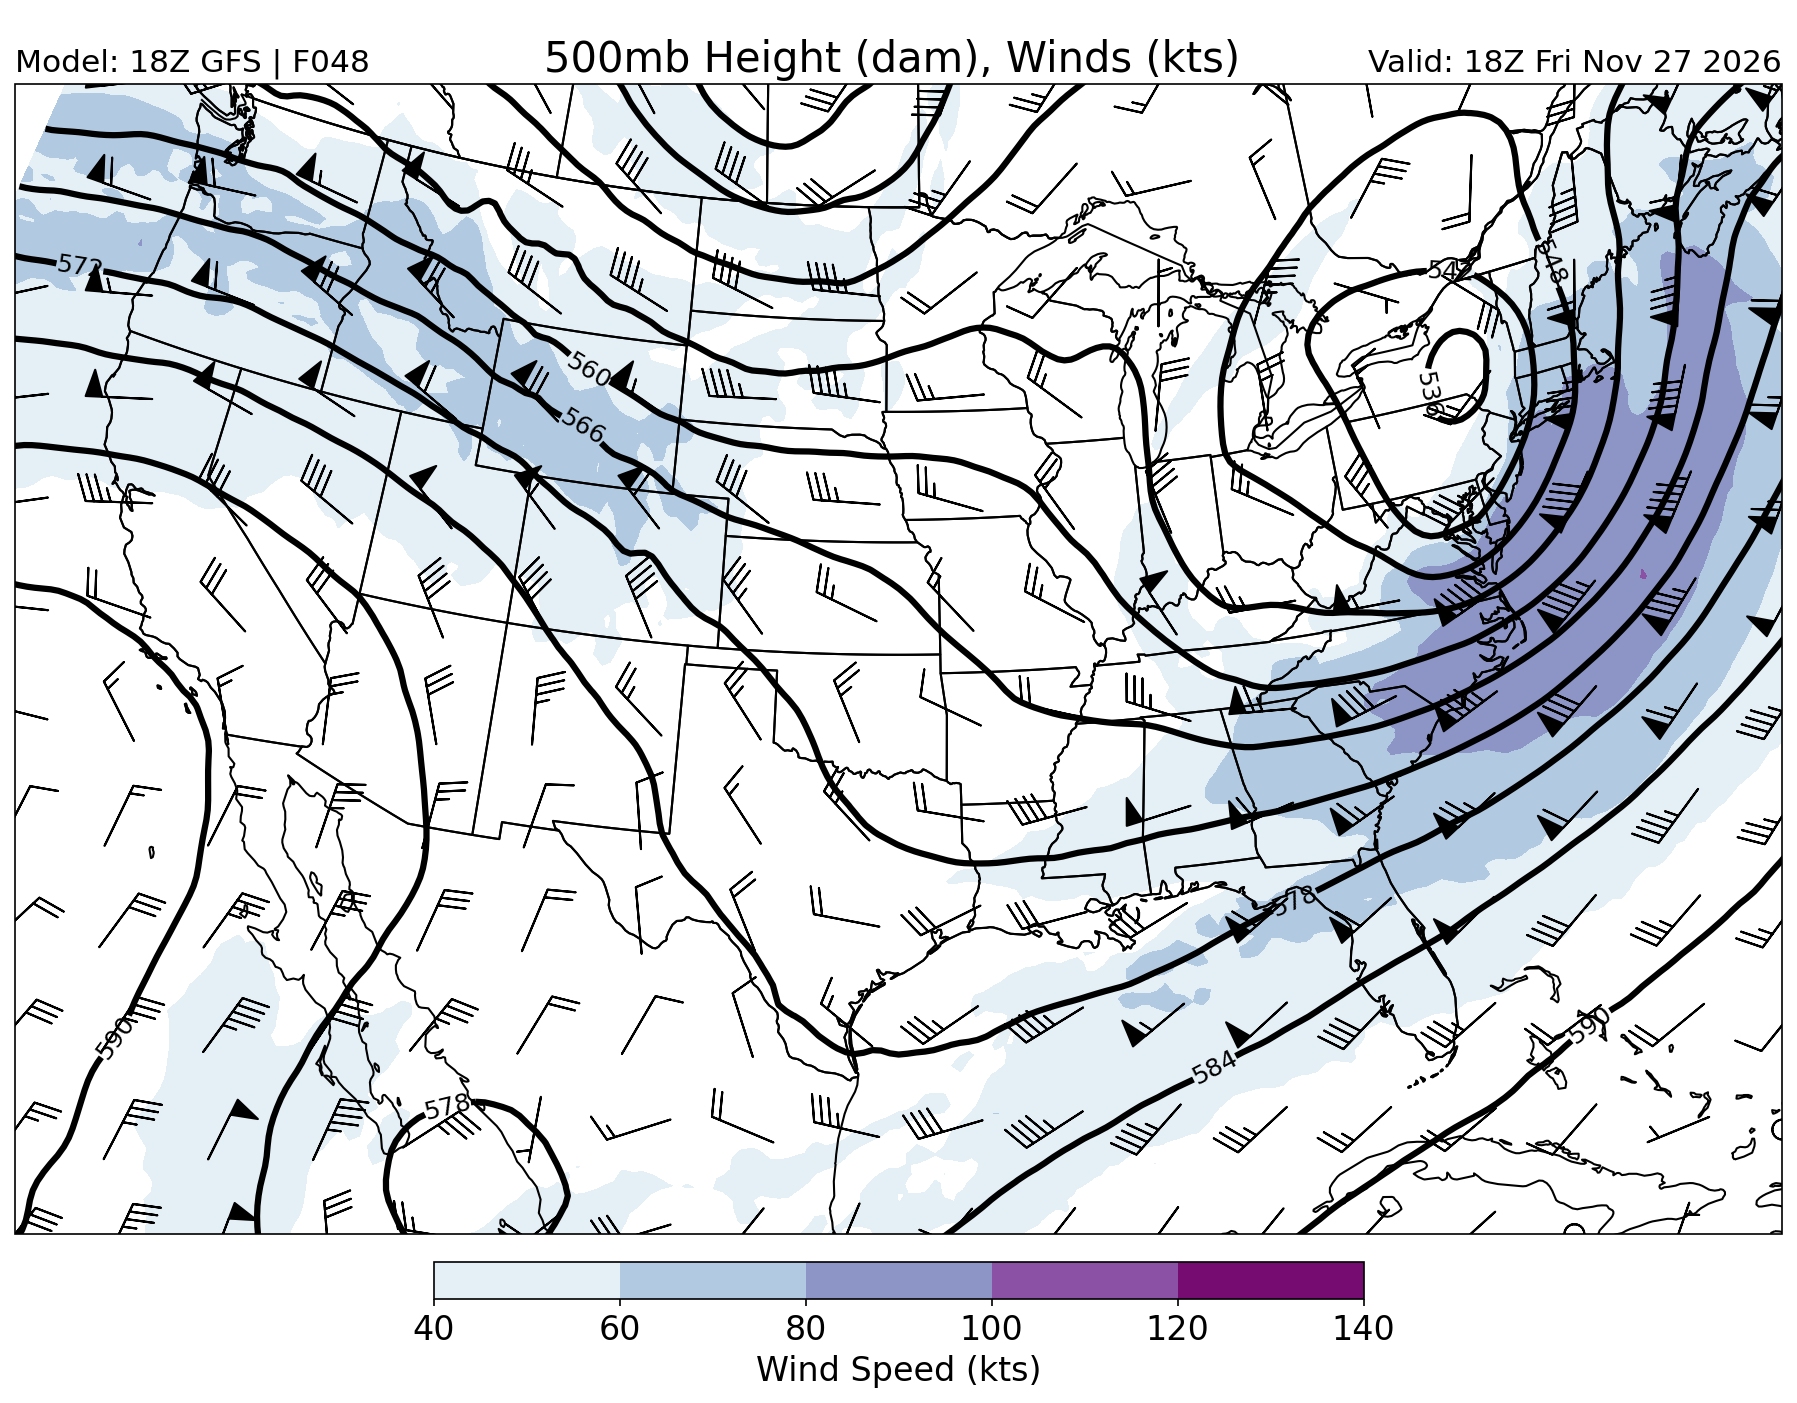 Model: 18Z GFS | F048
500mb Height (dam), Winds (kts)
Valid: 18Z Fri Nov 27 2026
548
572
542
560
536
566
578
590
584
590
578
40 60 80 100 120 140
Wind Speed (kts)